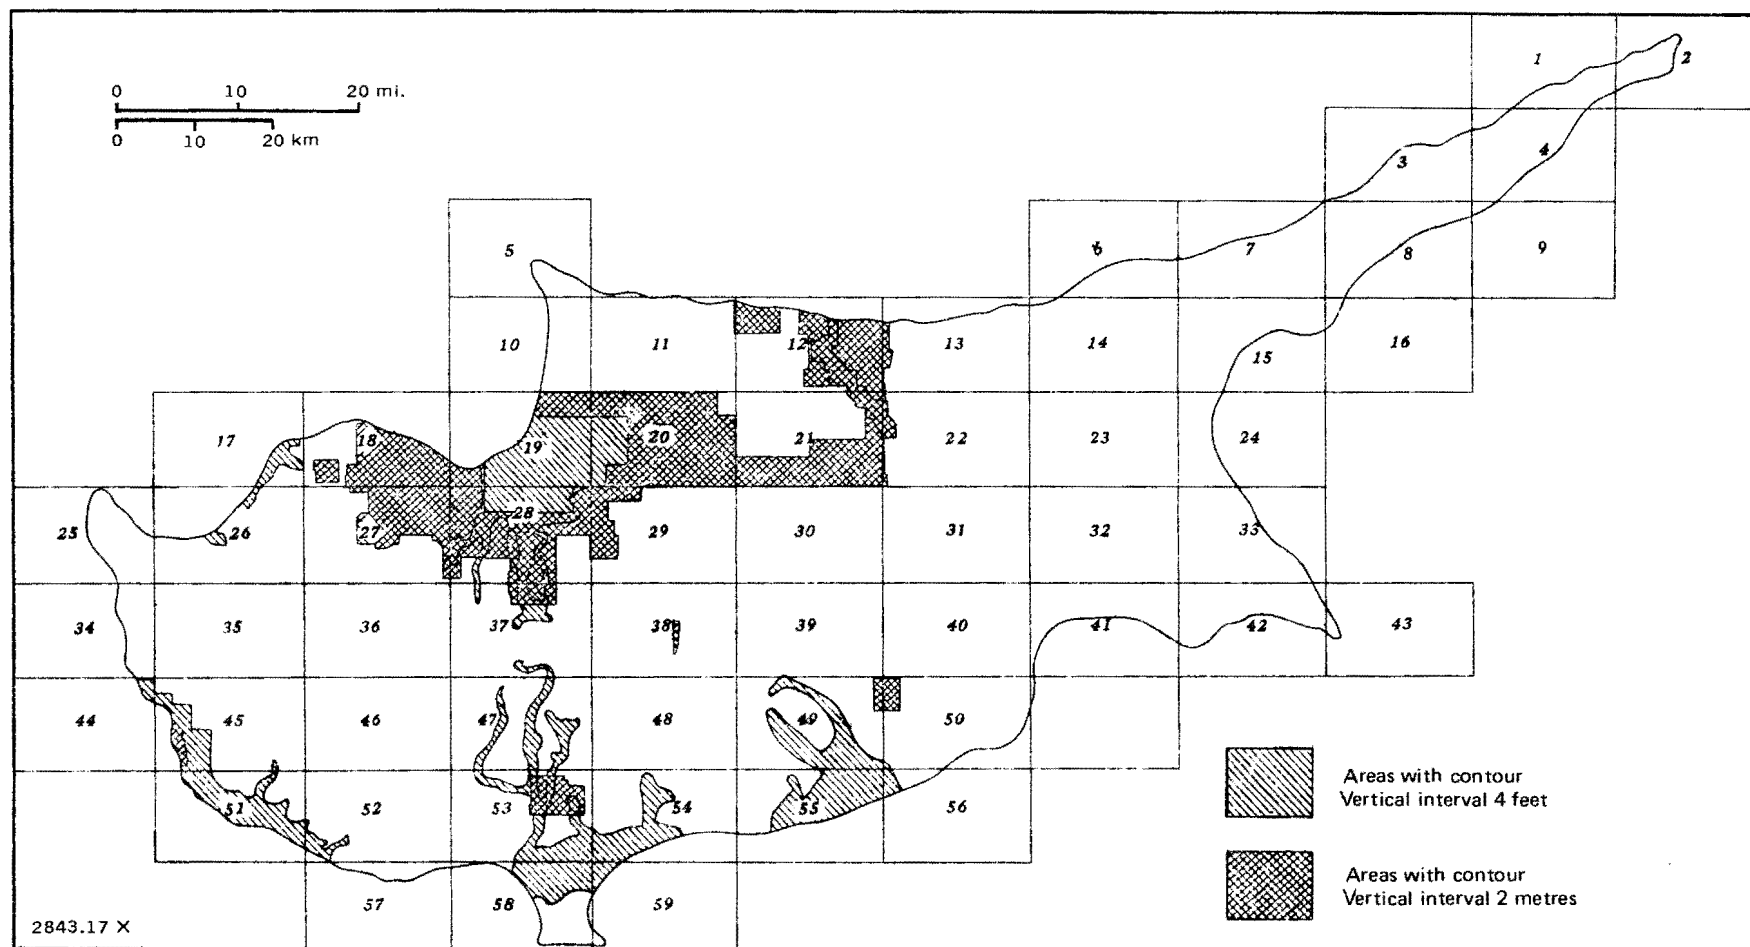 1 2
0 10 20 mi.
0 10 20 km
3 4
5 6 7 8 9
10 11 12 13 14 15 16
17 18 19 20 21 22 23 24
25 26 27 28 29 30 31 32 33
34 35 36 37 38 39 40 41 42 43
44 45 46 47 48 49 50
51 52 53 54 55 56
57 58 59
Areas with contour
Vertical interval 4 feet
Areas with contour
Vertical interval 2 metres
2843.17 X